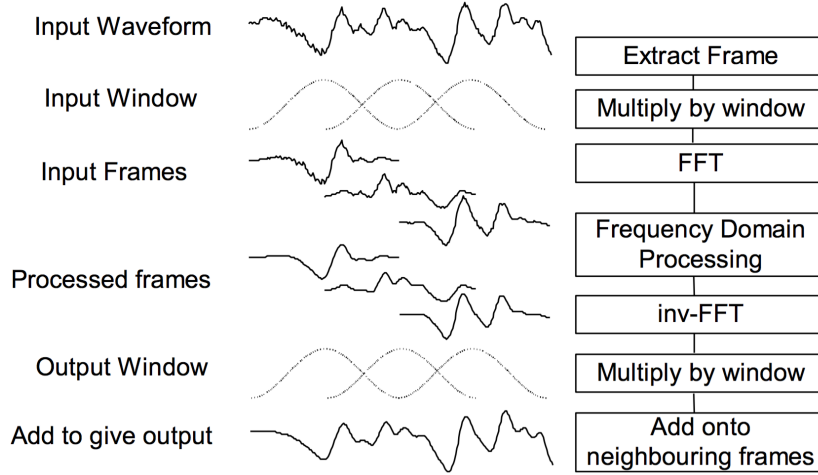 Input Waveform
Input Window
Input Frames
Processed frames
Output Window
Add to give output
Extract Frame
Multiply by window
FFT
Frequency Domain
Processing
inv-FFT
Multiply by window
Add onto
neighbouring frames